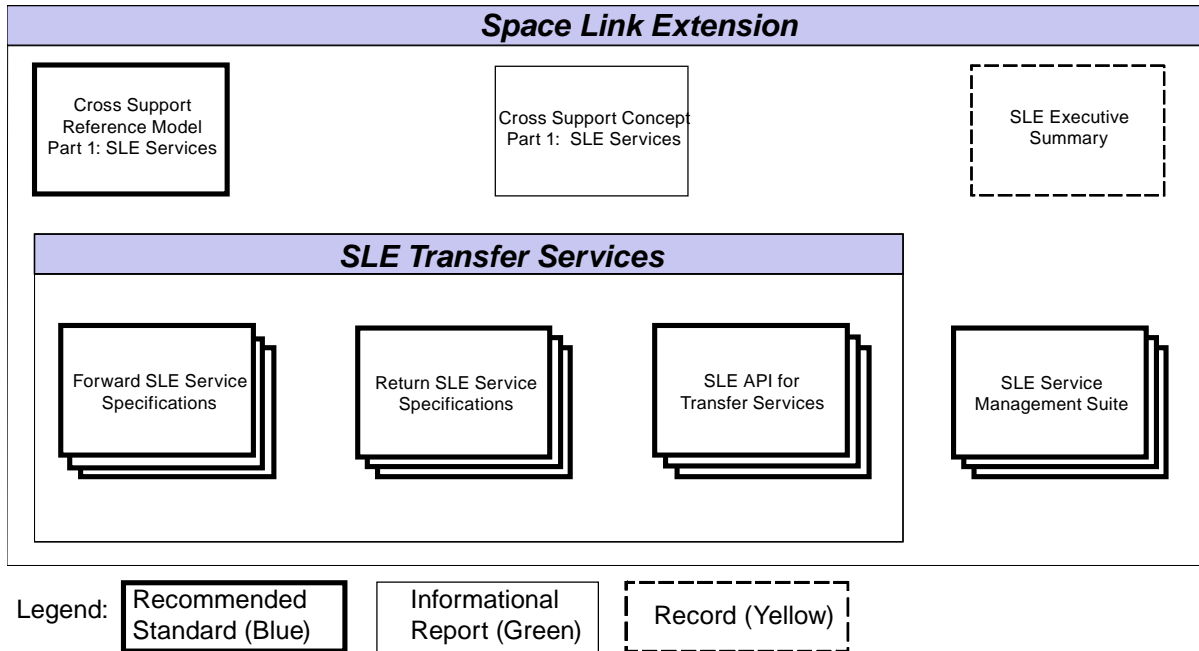 Space Link Extension
Cross Support
Reference Model
Part 1: SLE Services
Cross Support Concept
Part 1: SLE Services
SLE Executive
Summary
SLE Transfer Services
Forward SLE Service
Specifications
Return SLE Service
Specifications
SLE API for
Transfer Services
SLE Service
Management Suite
Legend:
Recommended
Standard (Blue)
Informational
Report (Green)
Record (Yellow)